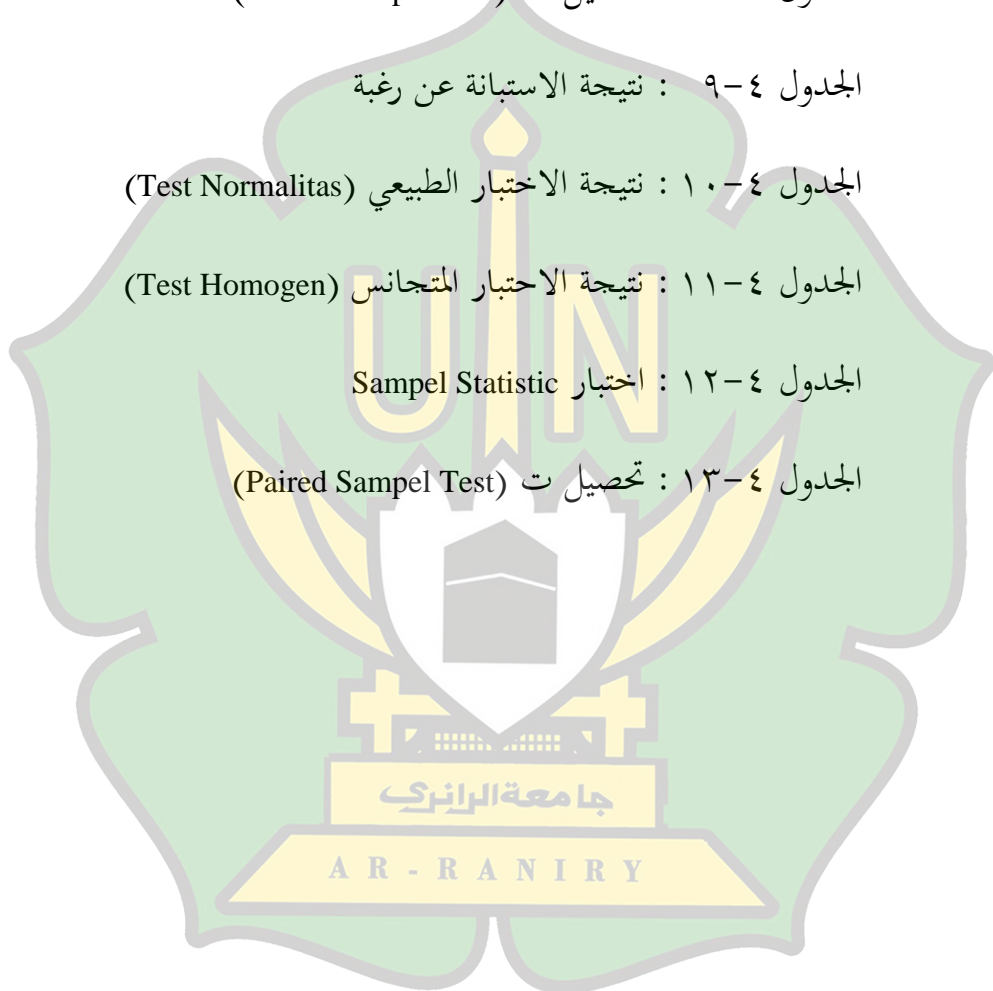 الجدول ٤-٩ : نتيجة الاستبانة عن رغبة
الجدول ٤-١٠ : نتيجة الاختبار الطبيعي (Test Normalitas)
الجدول ٤-١١ : نتيجة الاحتبار المتجانس (Test Homogen)
الجدول ٤-١٢ : اختبار Sampel Statistic
الجدول ٤-١٣ : تحصيل ت (Paired Sampel Test)
UIN
جامعة الرانري
AR-RANIRY